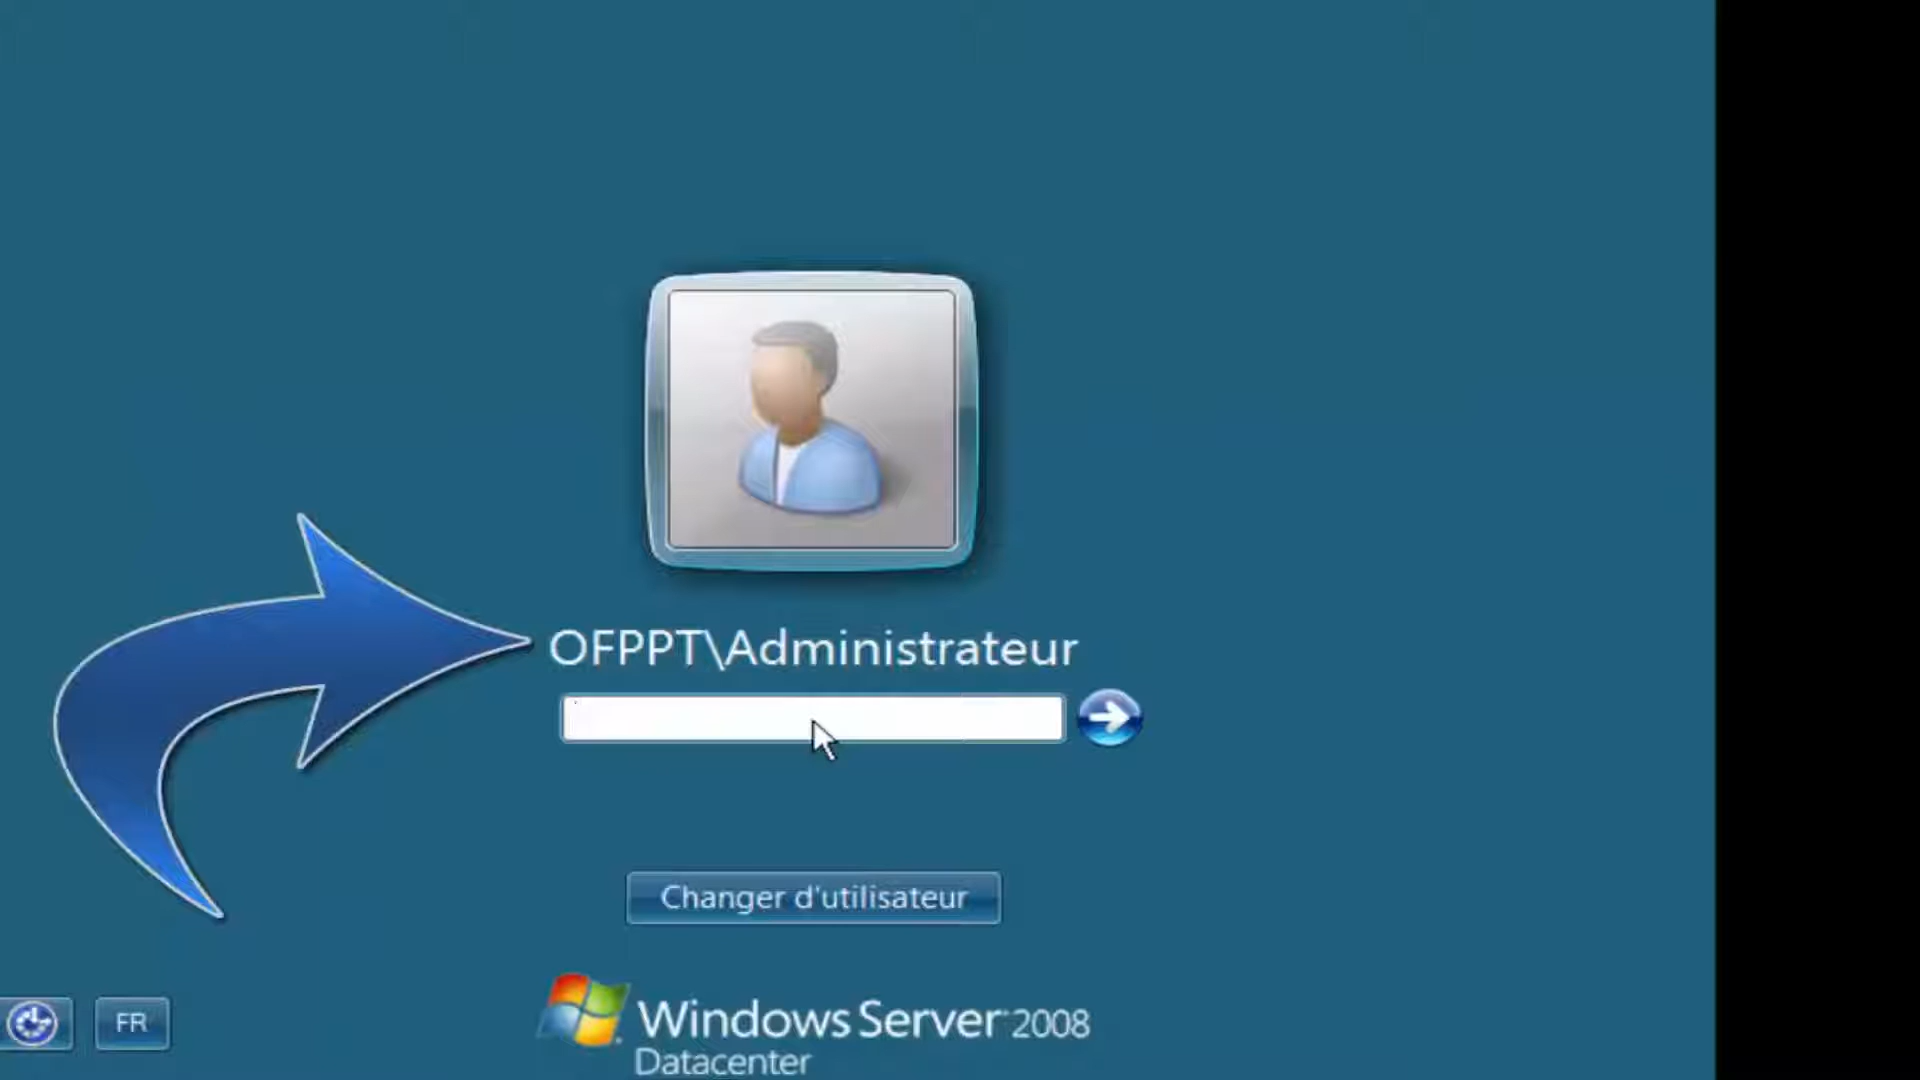 OFPPT\Administrateur
Changer d'utilisateur
FR
Windows Server 2008
Datacenter